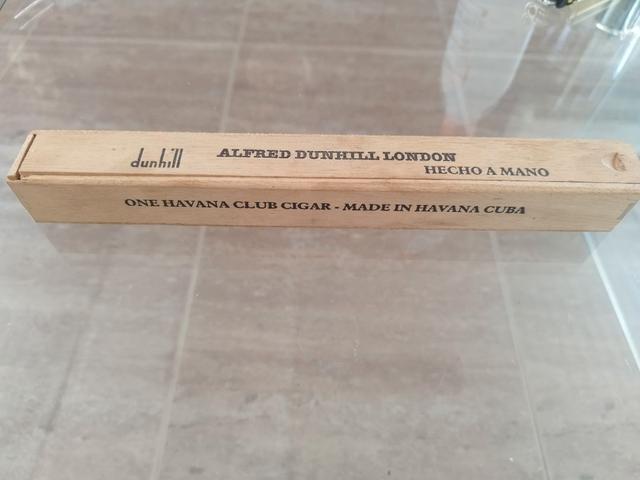 dunhill
ALFRED DUNHILL LONDON
HECHO A MANO
ONE HAVANA CLUB CIGAR - MADE IN HAVANA CUBA